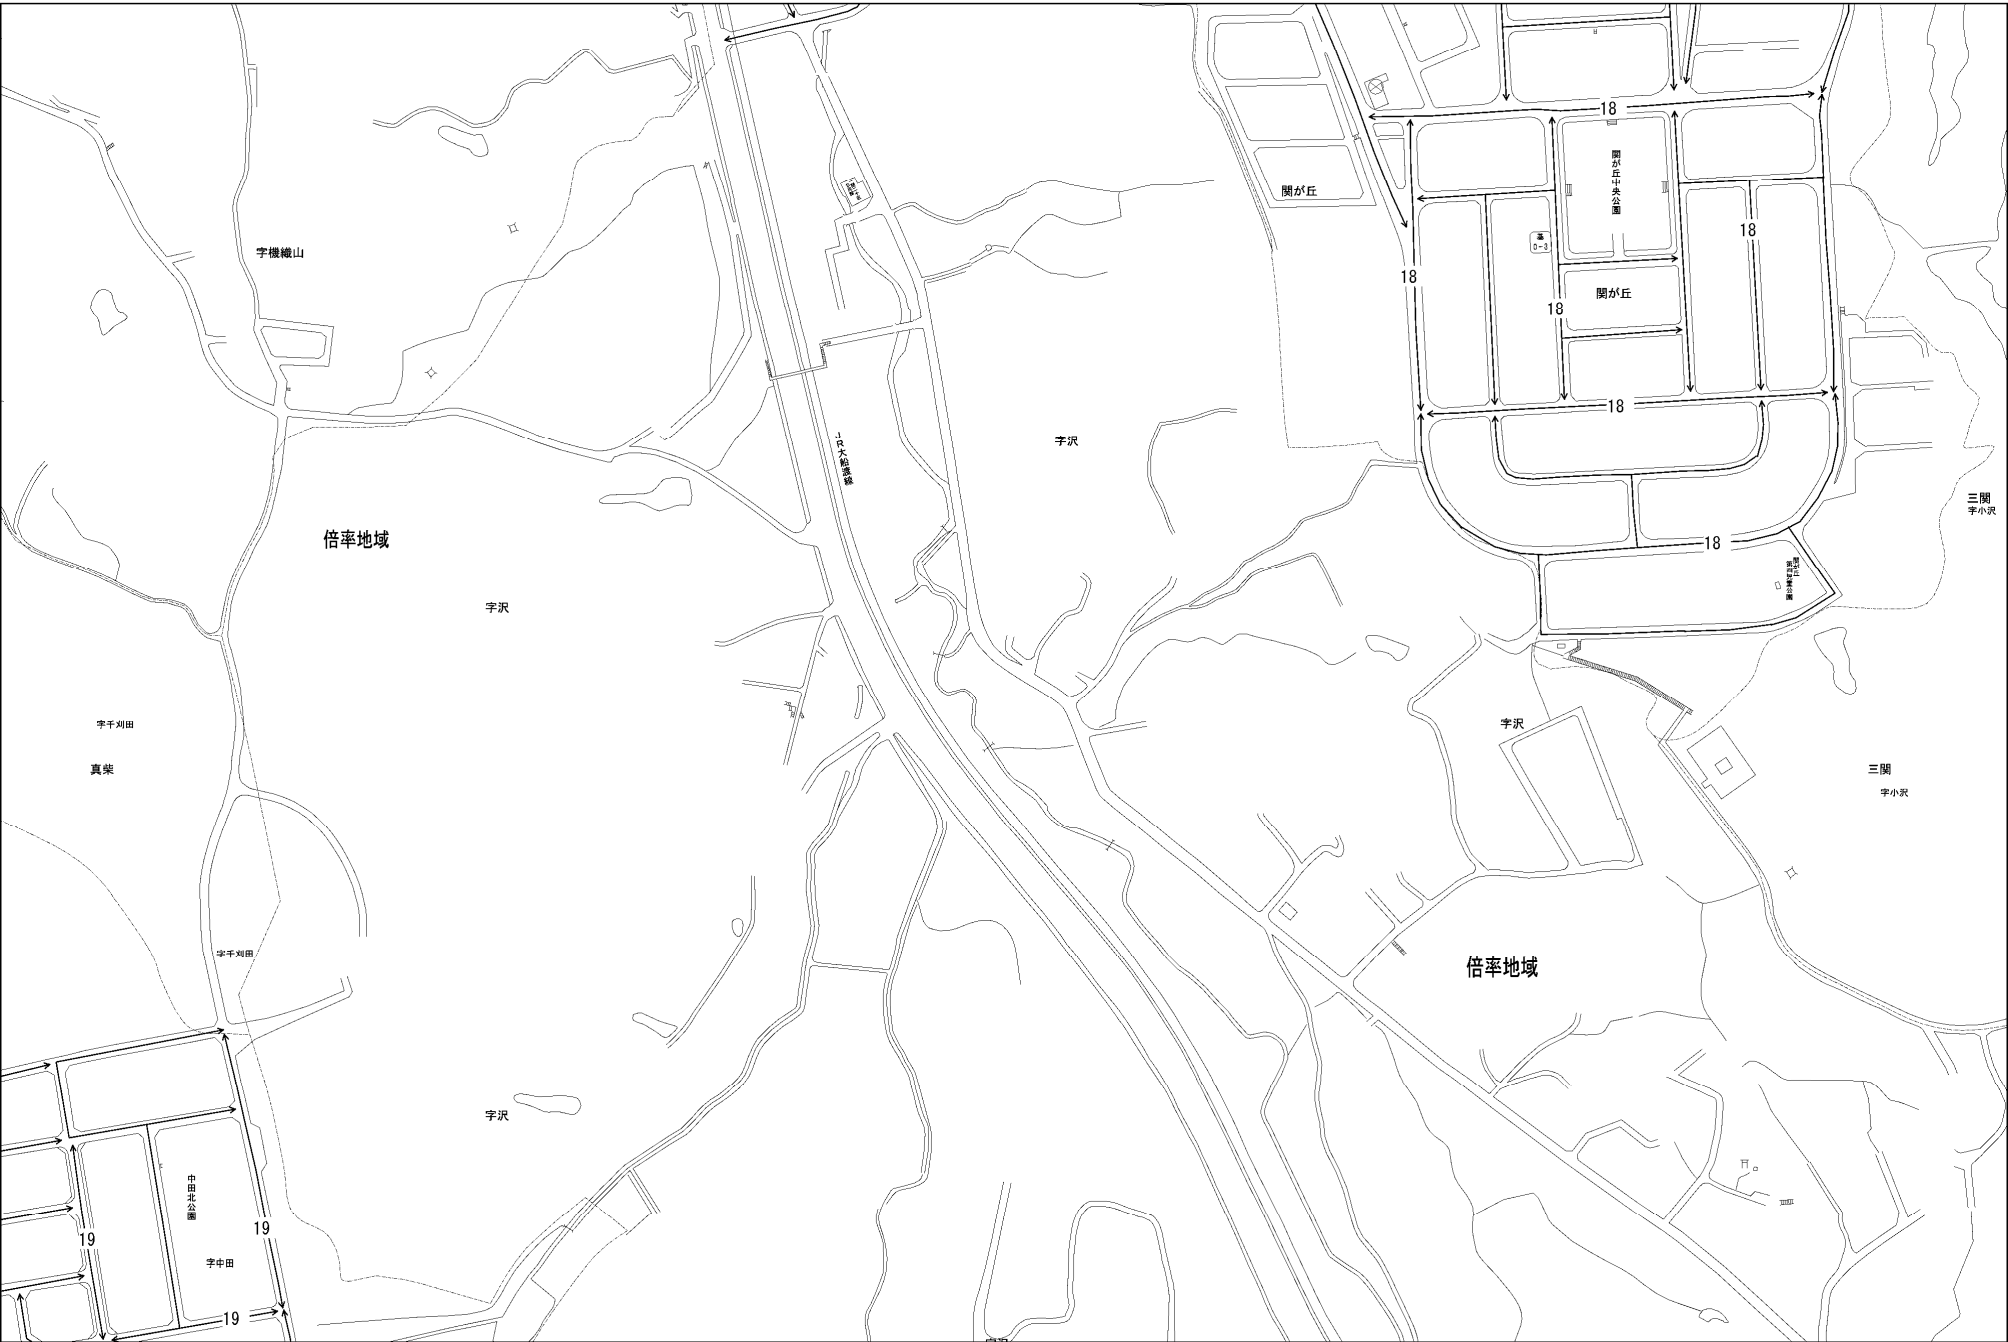 18
関が丘中央公園
関が丘
18
基
0-3
18
字機織山
18
関が丘
18
18
字沢
JR大船渡線
三関
字小沢
倍率地域
18
字沢
字千刈田
字沢
真柴
三関
字小沢
字千刈田
倍率地域
字沢
中田北公園
19
19
字中田
19